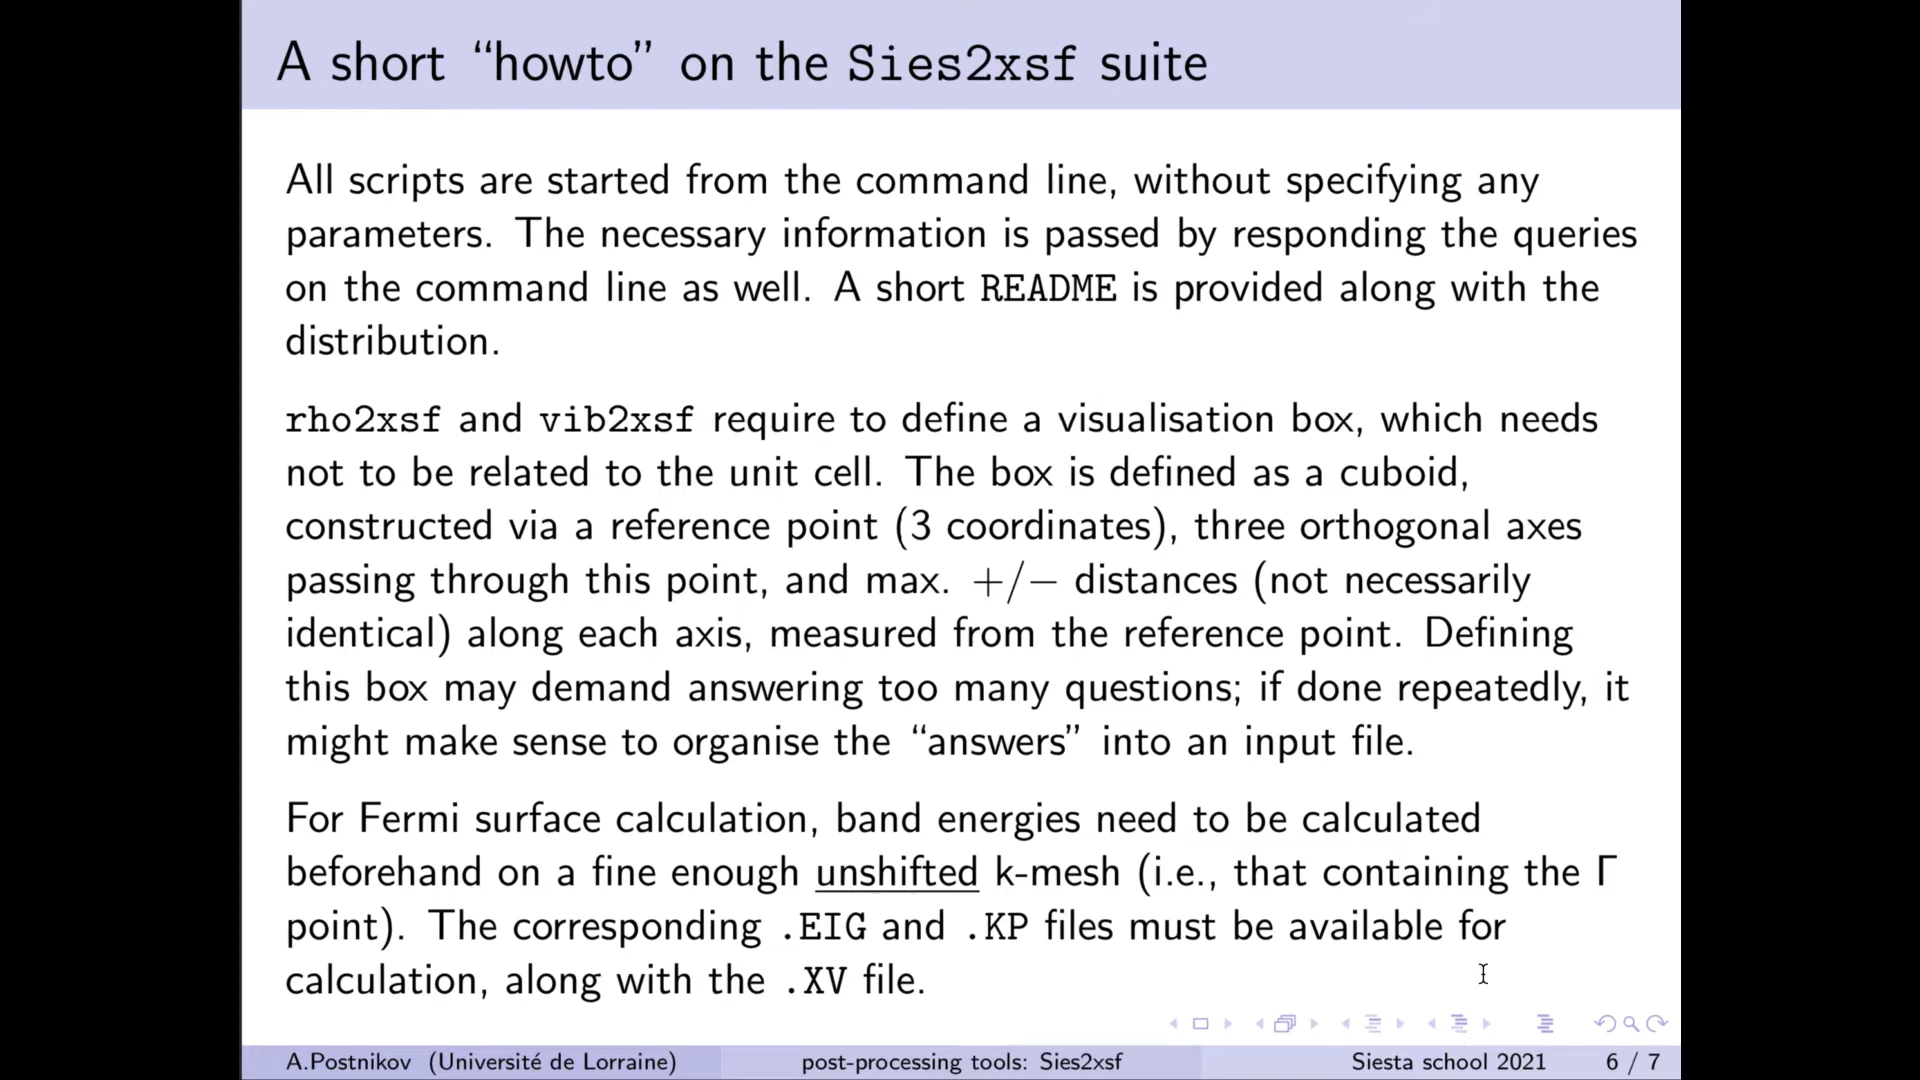 A short “howto” on the Sies2xsf suite
All scripts are started from the command line, without specifying any
parameters. The necessary information is passed by responding the queries
on the command line as well. A short README is provided along with the
distribution.
rho2xsf and vib2xsf require to define a visualisation box, which needs
not to be related to the unit cell. The box is defined as a cuboid,
constructed via a reference point (3 coordinates), three orthogonal axes
passing through this point, and max. +/− distances (not necessarily
identical) along each axis, measured from the reference point. Defining
this box may demand answering too many questions; if done repeatedly, it
might make sense to organise the “answers” into an input file.
For Fermi surface calculation, band energies need to be calculated
beforehand on a fine enough unshifted k-mesh (i.e., that containing the Γ
point). The corresponding .EIG and .KP files must be available for
calculation, along with the .XV file.
A.Postnikov (Université de Lorraine) post-processing tools: Sies2xsf Siesta school 2021 6 / 7